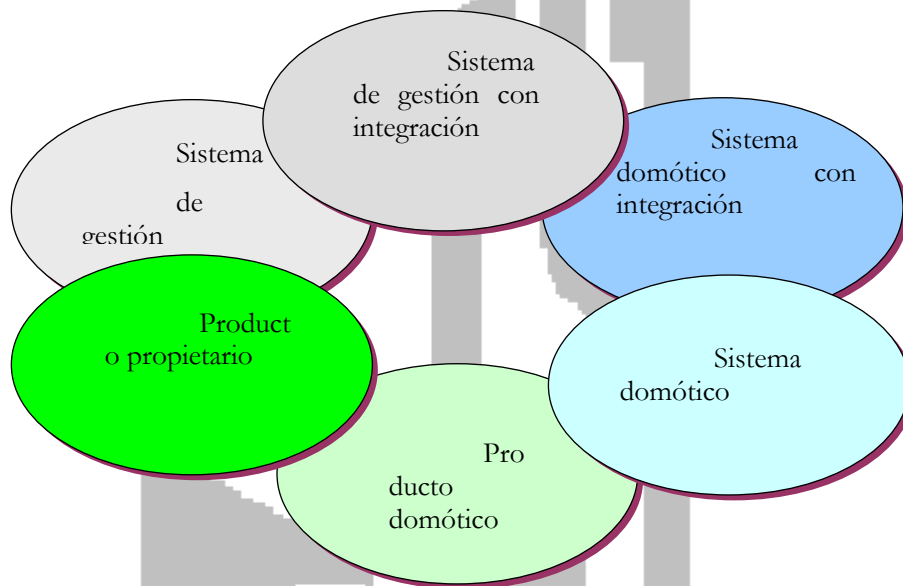 Sistema
de gestión con
integración
Sistema
de
gestión
Sistema
domótico con
integración
Product
o propietario
Sistema
domótico
Pro
ducto
domótico